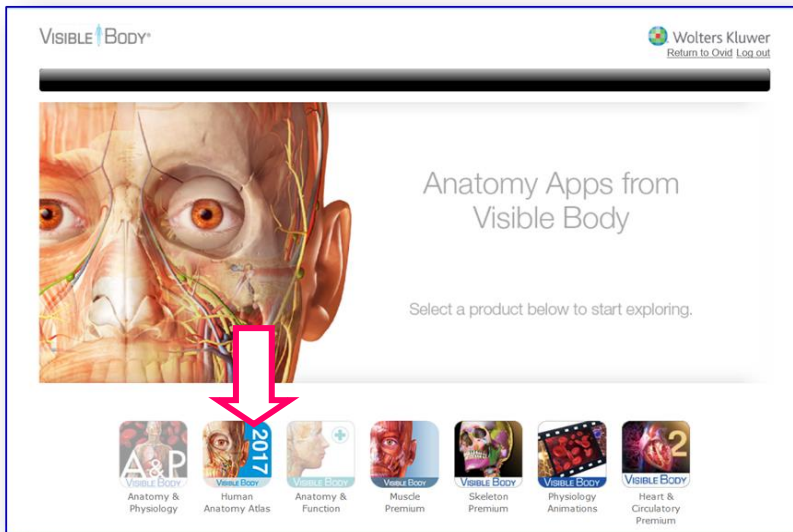 VISIBLE BODY®
Wolters Kluwer
Return to Ovid Log out
Anatomy Apps from
Visible Body
Select a product below to start exploring.
A&P
VISIBLE BODY
2017
VISIBLE BODY
VISIBLE BODY
VISIBLE BODY
VISIBLE BODY
VISIBLE BODY
2
VISIBLE BODY
Anatomy &
Physiology
Human
Anatomy Atlas
Anatomy &
Function
Muscle
Premium
Skeleton
Premium
Physiology
Animations
Heart &
Circulatory
Premium